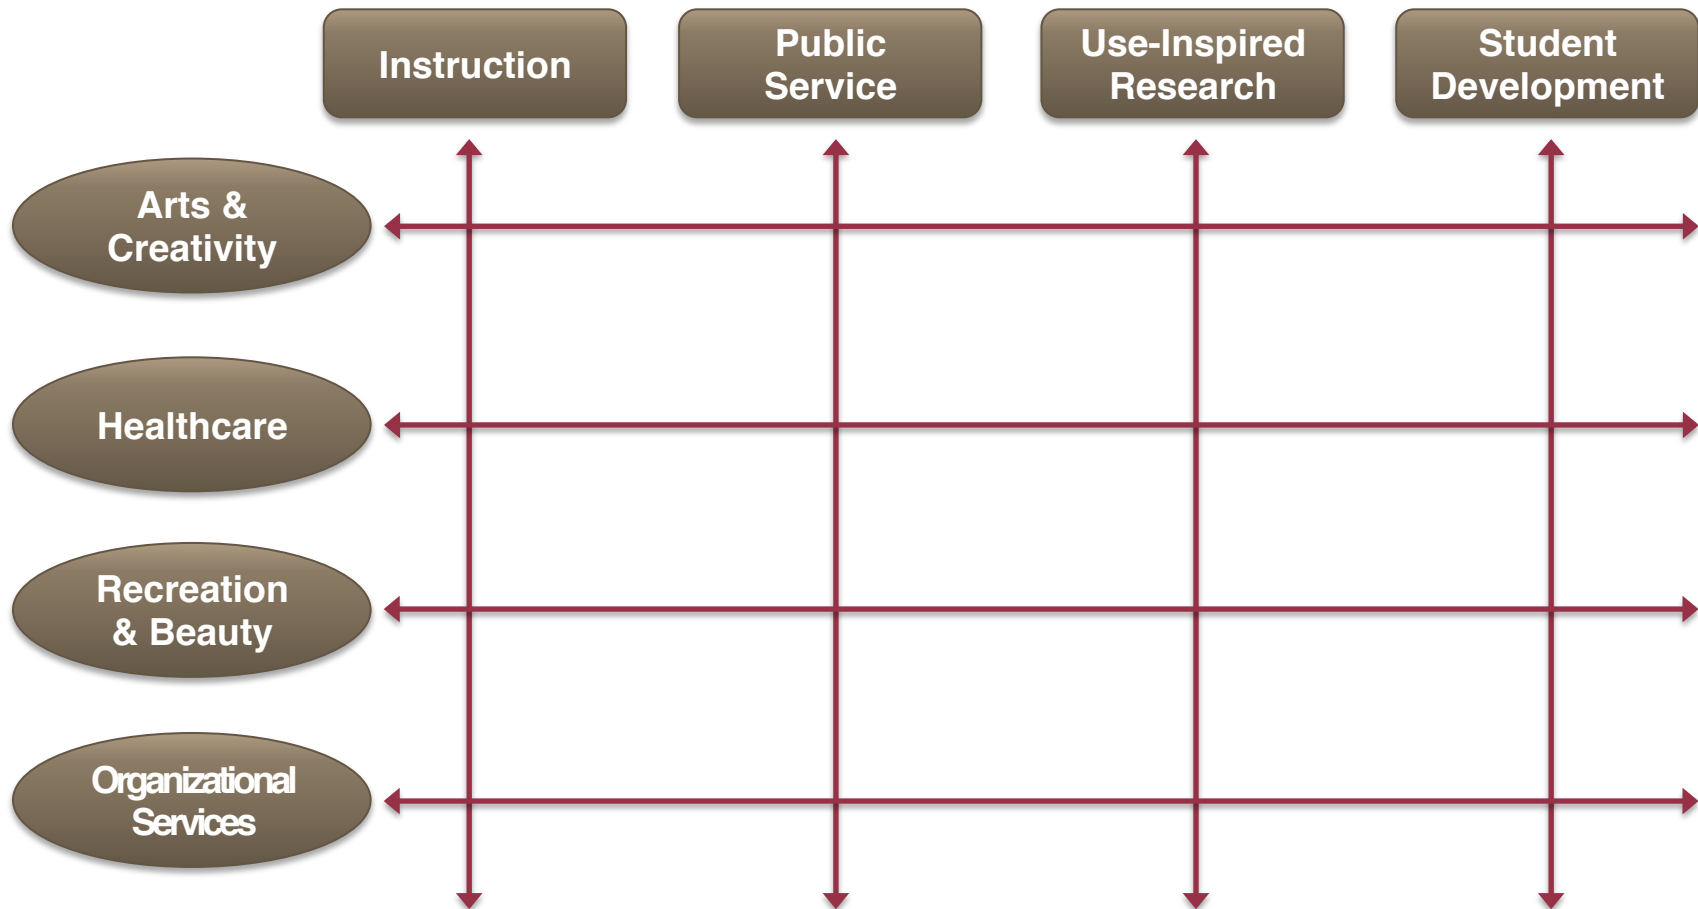 Instruction
Public
Service
Use-Inspired
Research
Student
Development
Arts &
Creativity
Healthcare
Recreation
& Beauty
Organizational
Services